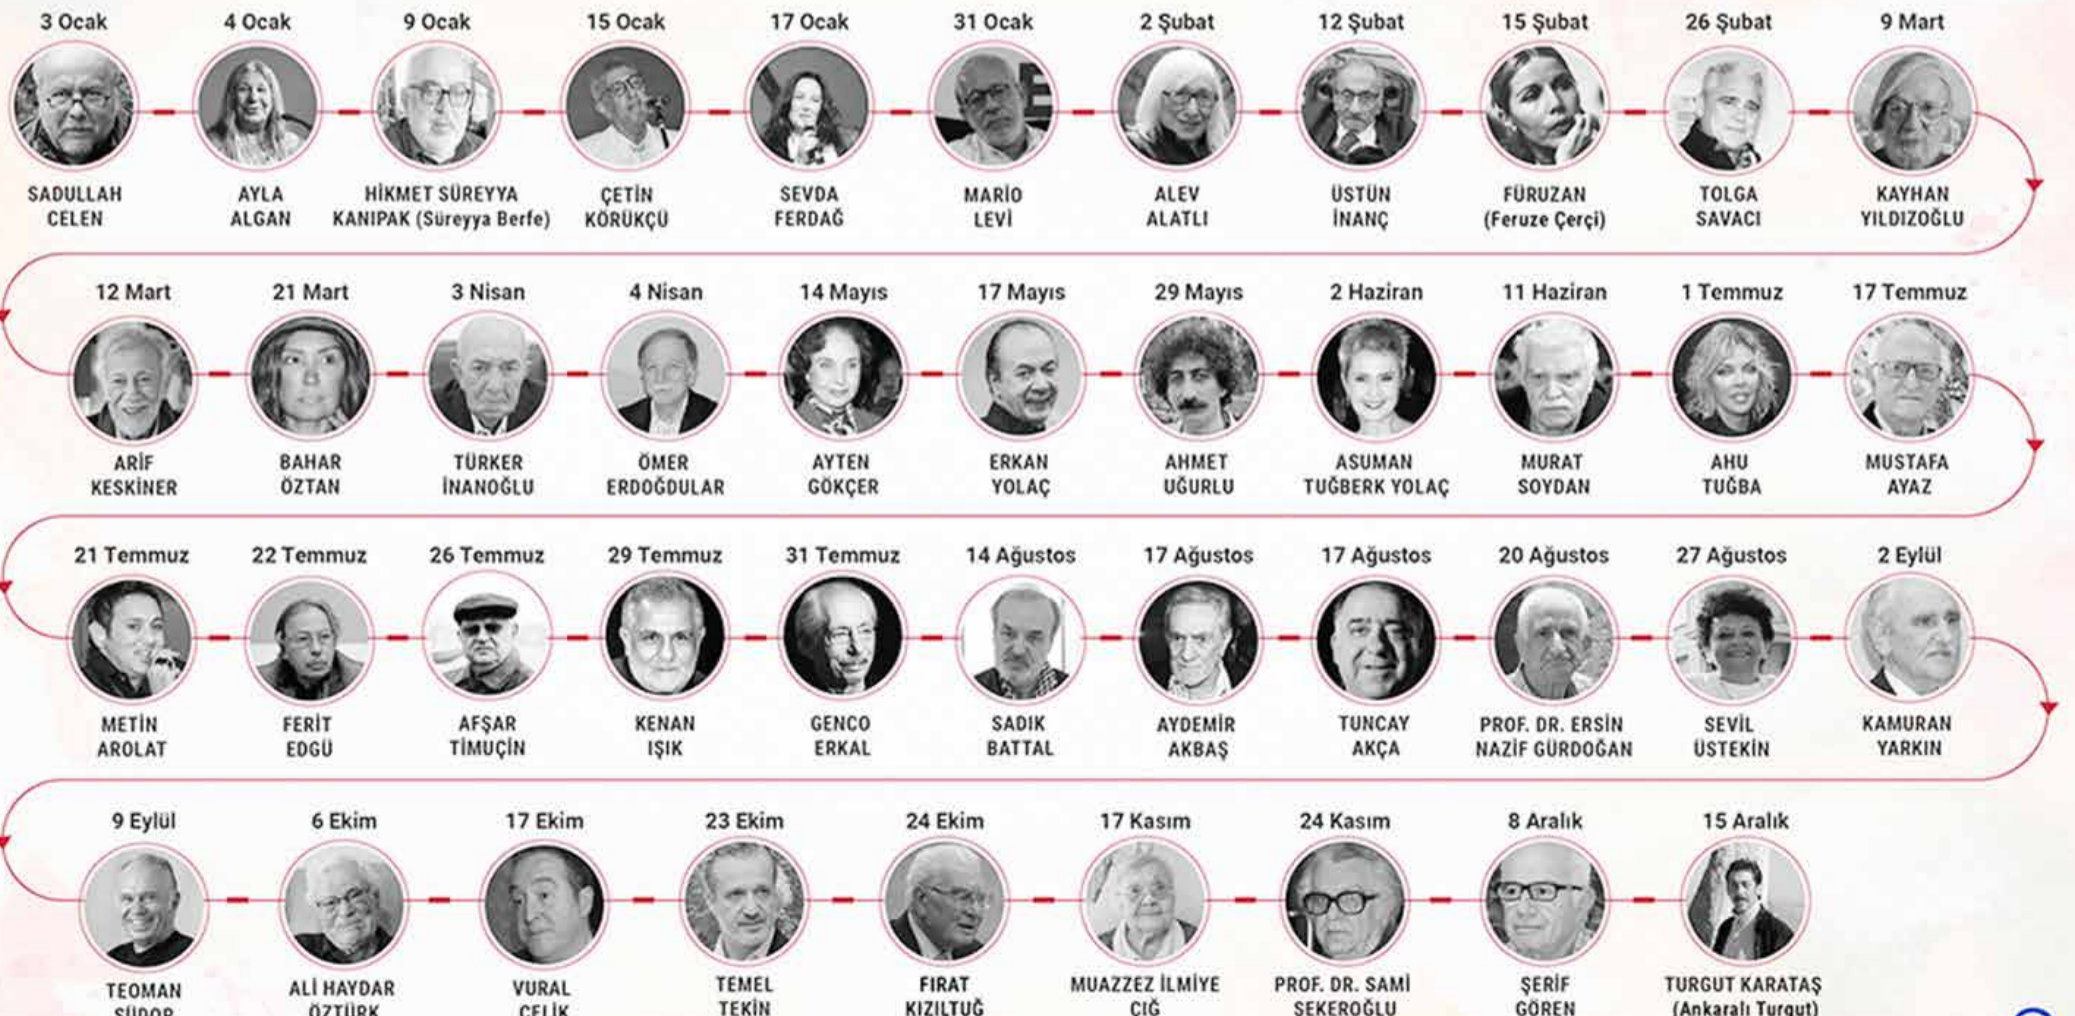 3 Ocak 4 Ocak 9 Ocak 15 Ocak 17 Ocak 31 Ocak 2 Şubat 12 Şubat 15 Şubat 26 Şubat 9 Mart
SADULLAH AYLA HİKMET SÜREYYA ÇETİN SEVDA MARİO ALEV ÜSTÜN FÜRUZAN TOLGA KAYHAN
CELEN ALGAN KANIPAK (Süreyya Berfe) KÖRÜKÇÜ FERDAĞ LEVİ ALATLI İNANÇ (Feruze Çerçi) SAVACI YILDIZOĞLU
12 Mart 21 Mart 3 Nisan 4 Nisan 14 Mayıs 17 Mayıs 29 Mayıs 2 Haziran 11 Haziran 1 Temmuz 17 Temmuz
ARİF BAHAR TÜRKER ÖMER AYTEN ERKAN AHMET ASUMAN MURAT AHU MUSTAFA
KESKİNER ÖZTAN İNANOĞLU ERDOĞDULAR GÖKÇER YOLAÇ UĞURLU TUĞBERK YOLAÇ SOYDAN TUĞBA AYAZ
21 Temmuz 22 Temmuz 26 Temmuz 29 Temmuz 31 Temmuz 14 Ağustos 17 Ağustos 17 Ağustos 20 Ağustos 27 Ağustos 2 Eylül
METİN FERİT AFŞAR KENAN GENCO SADIK AYDEMİR TUNCAY PROF. DR. ERSİN SEVİL KAMURAN
AROLAT EDGÜ TİMUÇİN IŞIK ERKAL BATTAL AKBAŞ AKÇA NAZİF GÜRDOĞAN ÜSTEKİN YARKIN
9 Eylül 6 Ekim 17 Ekim 23 Ekim 24 Ekim 17 Kasım 24 Kasım 8 Aralık 15 Aralık
TEOMAN ALİ HAYDAR VURAL TEMEL FIRAT MUAZZEZ İLMİYE PROF. DR. SAMİ ŞERİF TURGUT KARATAŞ
ÖZTÜRK ÇELİK TEKİN KIZILTUĞ ÇIĞ ŞEKEROĞLU GÖREN (Ankaralı Turgut)